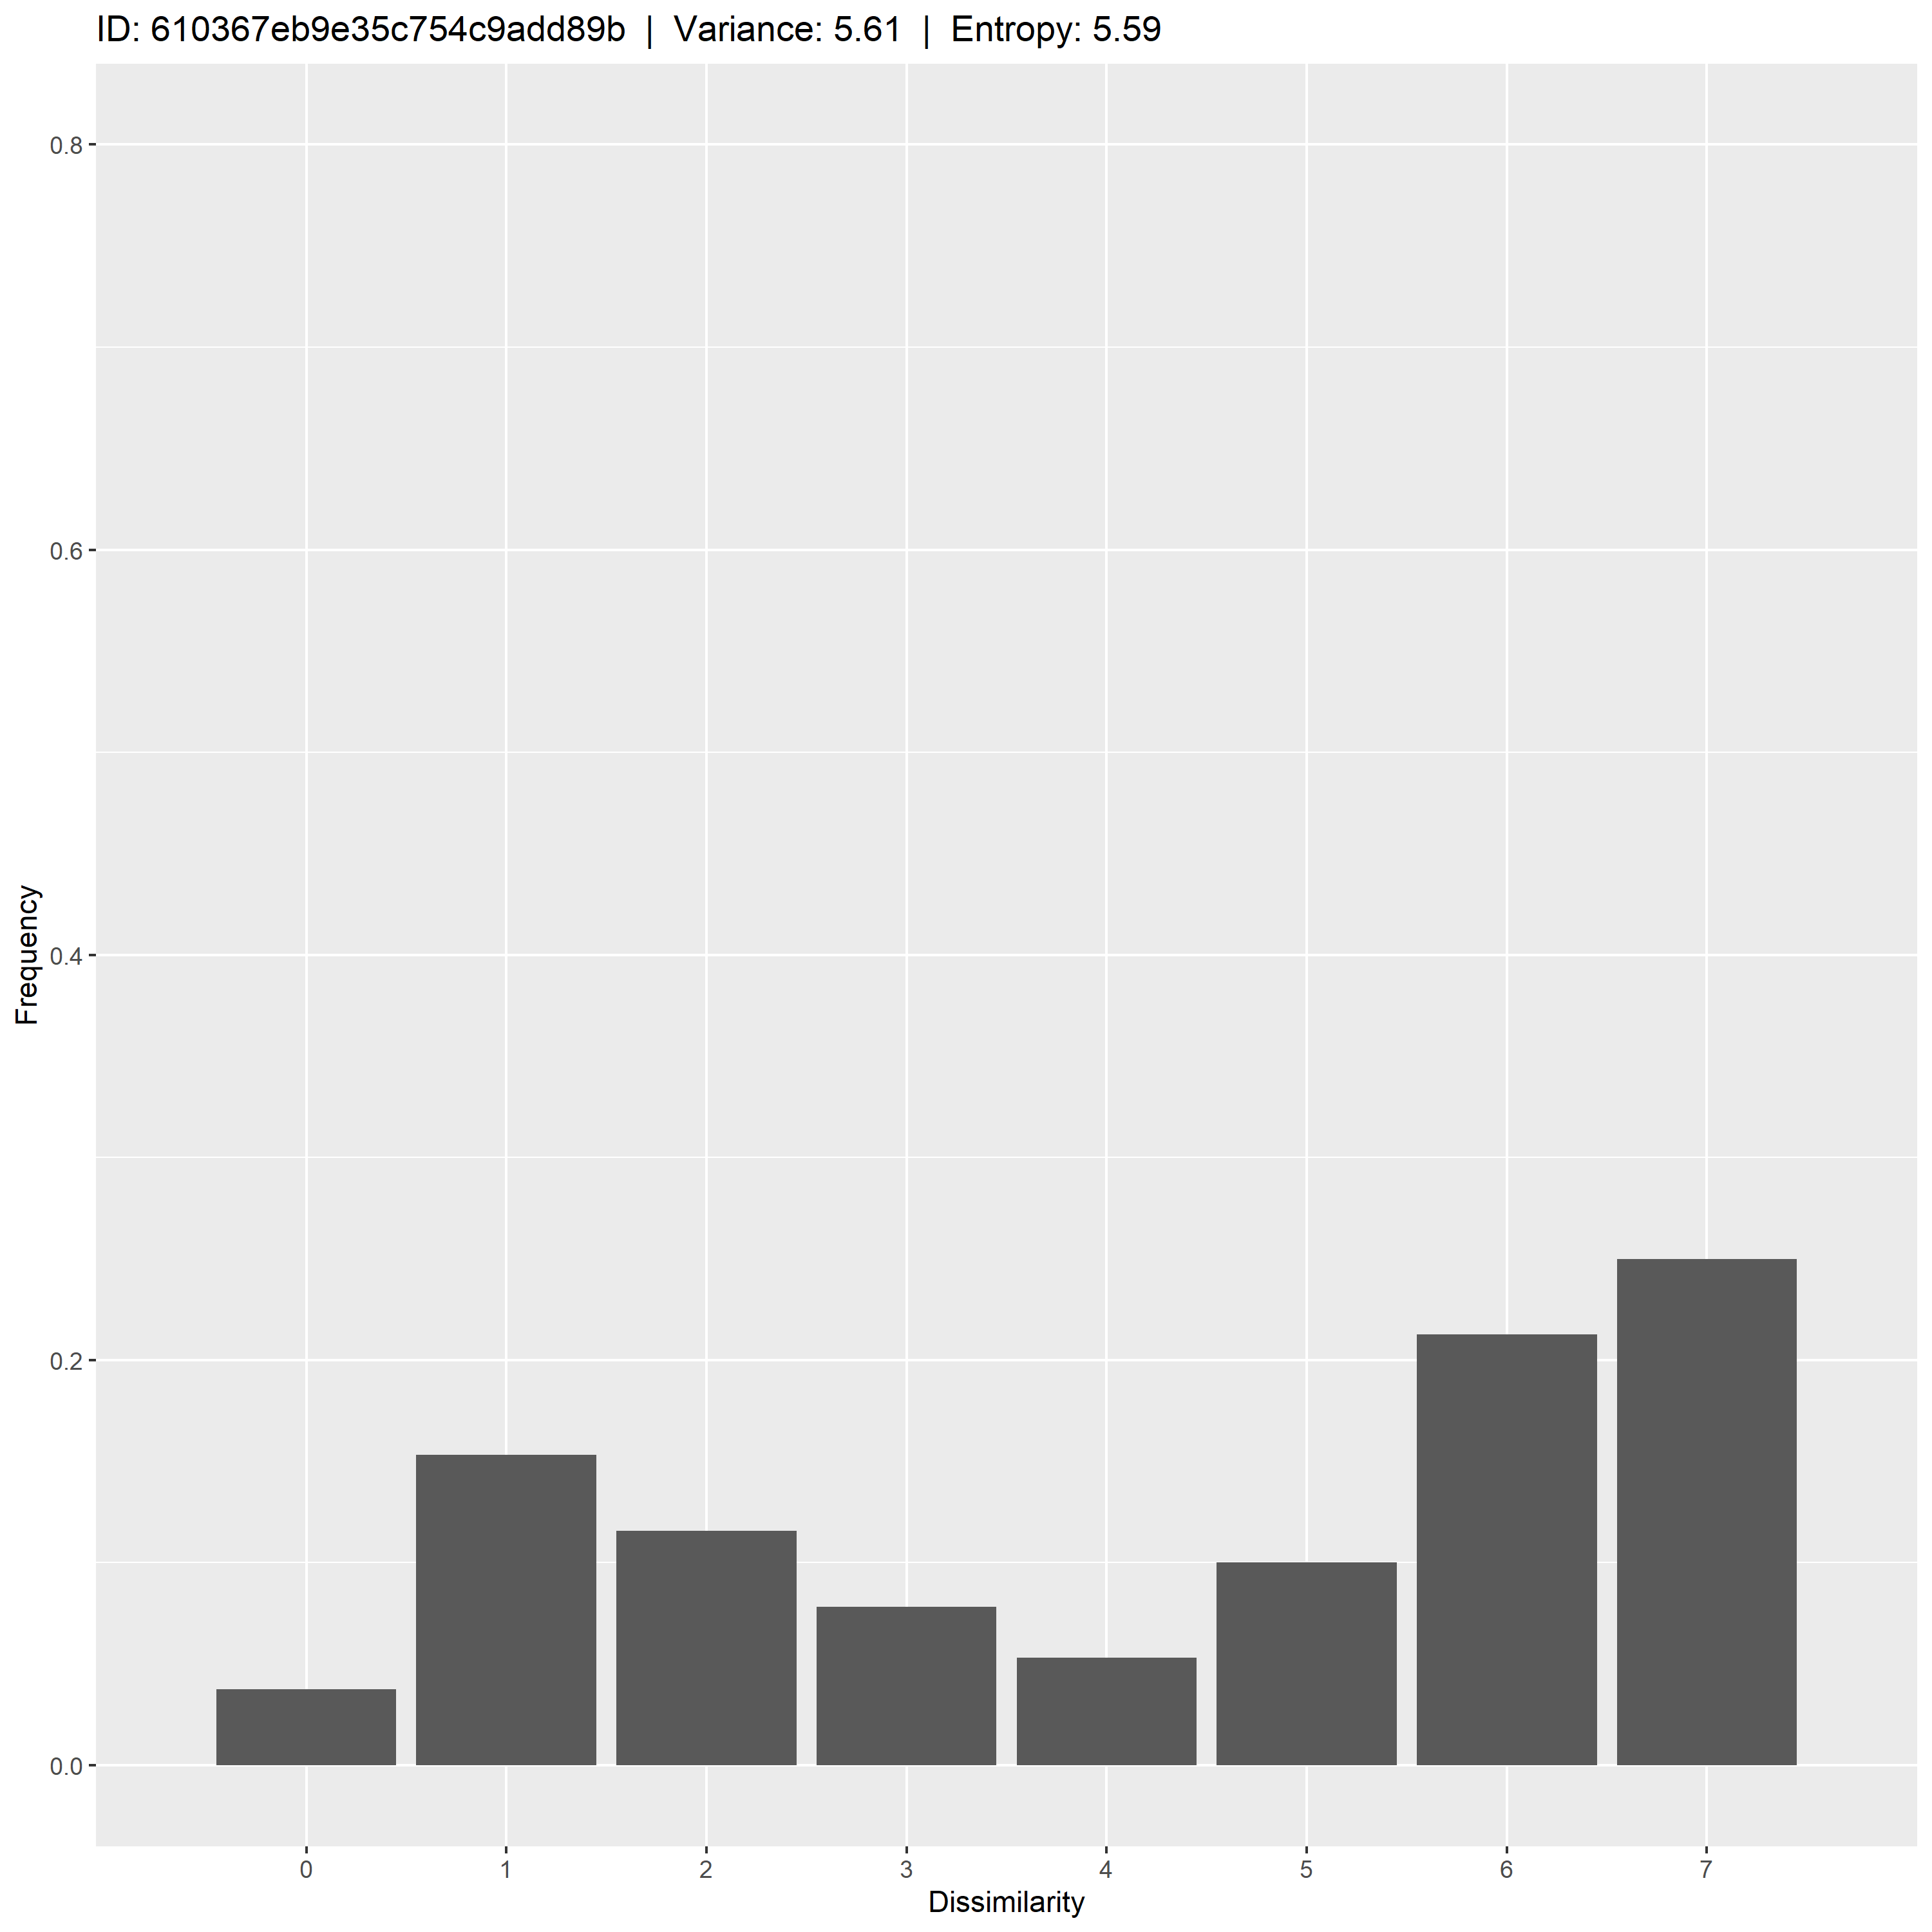 ID: 610367eb9e35c754c9add89b | Variance: 5.61 | Entropy: 5.59
0.8
0.6
0.4
0.2
0.0
Frequency
0 1 2 3 4 5 6 7
Dissimilarity